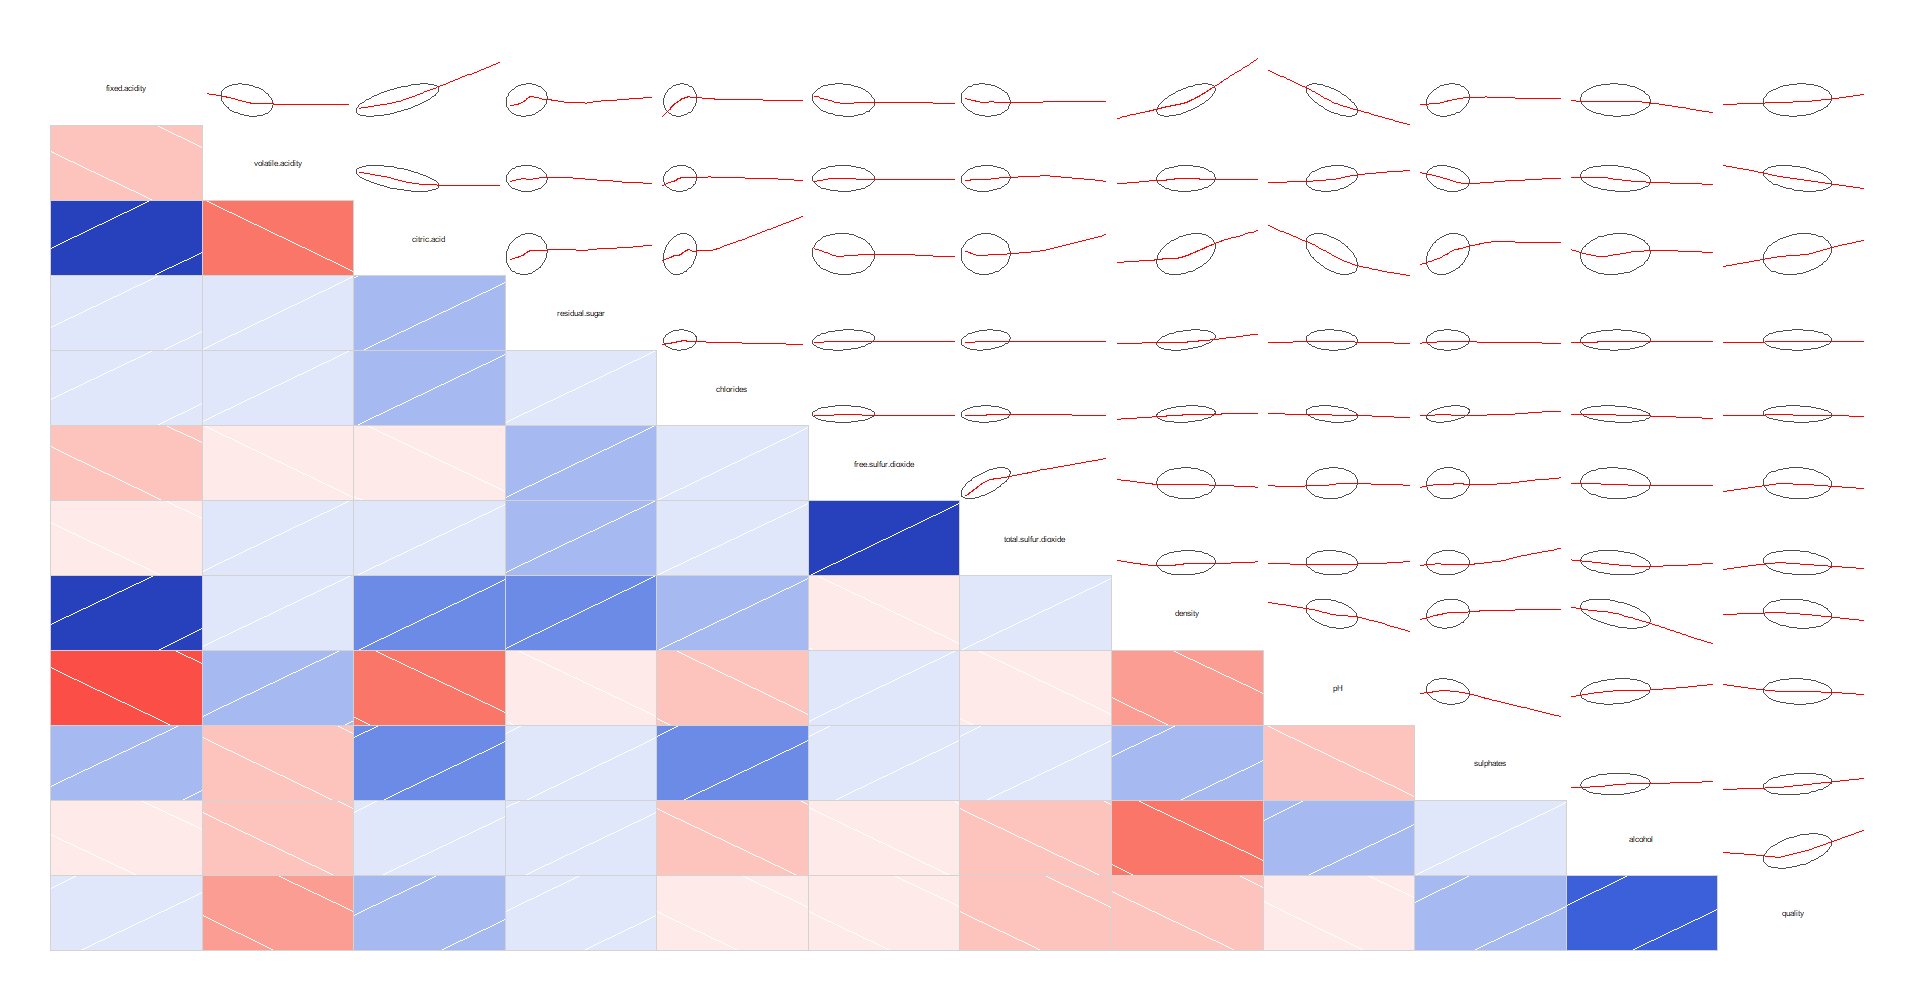 fixed.acidity
volatile.acidity
citric.acid
residual.sugar
chlorides
free.sulfur.dioxide
total.sulfur.dioxide
density
pH
sulphates
alcohol
quality